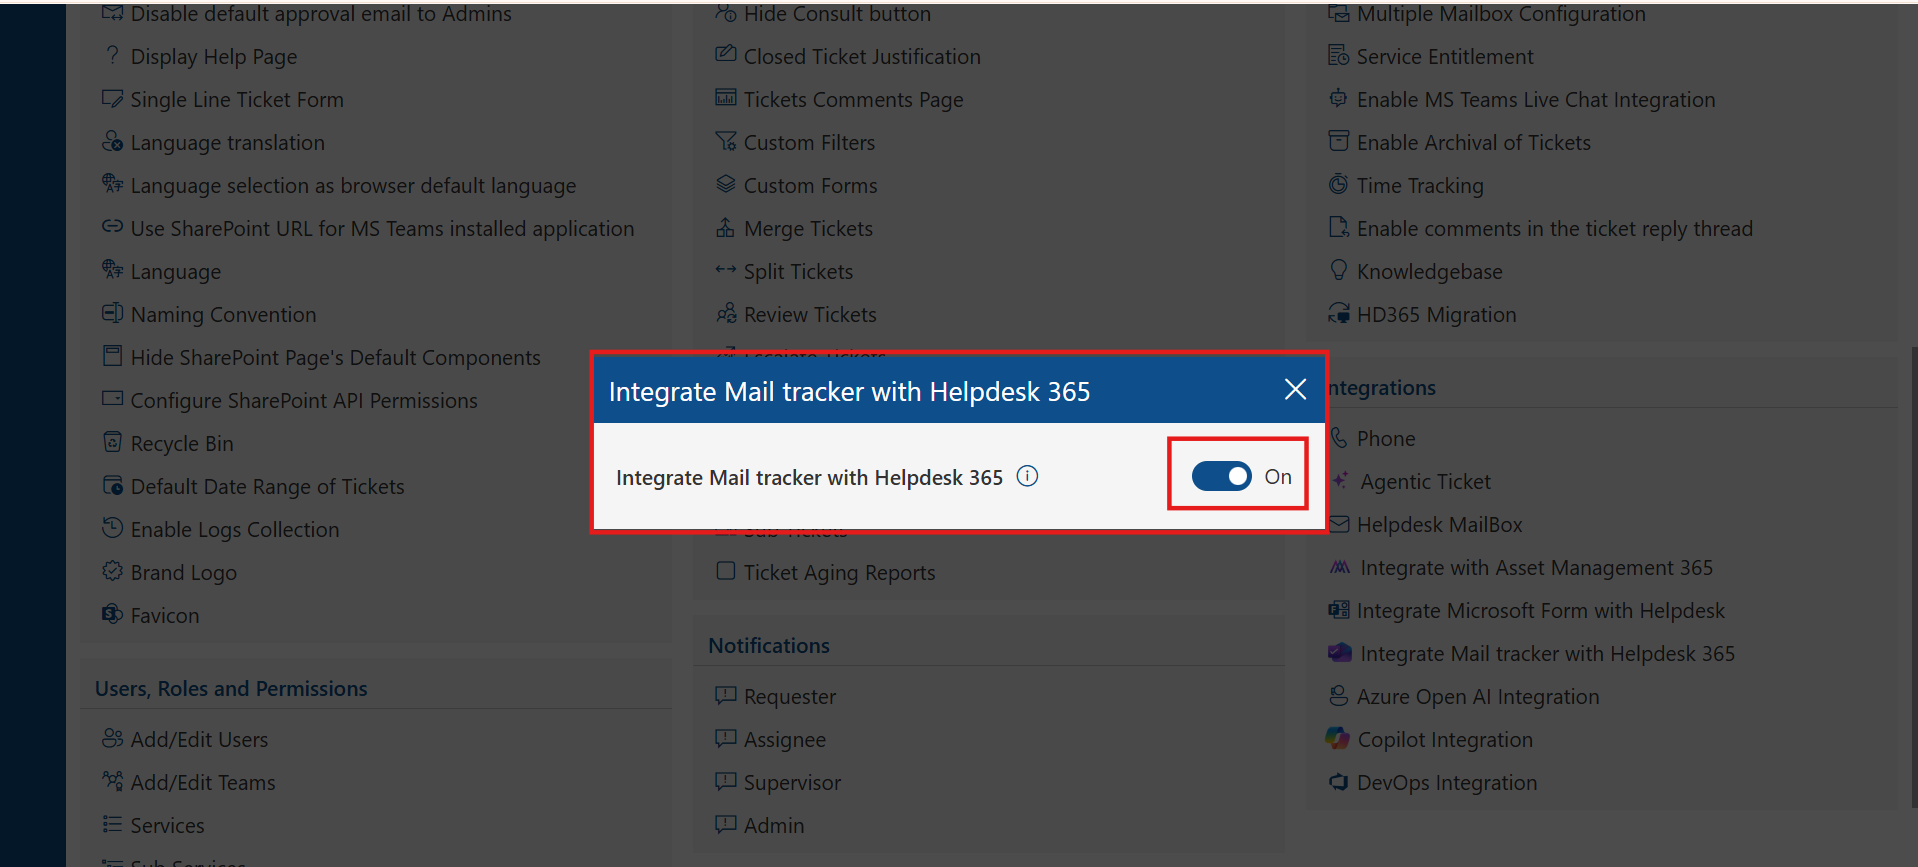 Disable default approval email to Admins
Display Help Page
Single Line Ticket Form
Language translation
Language selection as browser default language
Use SharePoint URL for MS Teams installed application
Language
Naming Convention
Hide SharePoint Page's Default Components
Configure SharePoint API Permissions
Recycle Bin
Default Date Range of Tickets
Enable Logs Collection
Brand Logo
Favicon
Users, Roles and Permissions
Add/Edit Users
Add/Edit Teams
Services
Sub Services
Hide Consult button
Closed Ticket Justification
Tickets Comments Page
Custom Filters
Custom Forms
Merge Tickets
Split Tickets
Review Tickets
Escalate Tickets
Integrate Mail tracker with Helpdesk 365
Integrate Mail tracker with Helpdesk 365
On
Sub Tickets
Ticket Aging Reports
Notifications
Requester
Assignee
Supervisor
Admin
Multiple Mailbox Configuration
Service Entitlement
Enable MS Teams Live Chat Integration
Enable Archival of Tickets
Time Tracking
Enable comments in the ticket reply thread
Knowledgebase
HD365 Migration
ntegrations
Phone
Agentic Ticket
Helpdesk MailBox
Integrate with Asset Management 365
Integrate Microsoft Form with Helpdesk
Integrate Mail tracker with Helpdesk 365
Azure Open AI Integration
Copilot Integration
DevOps Integration